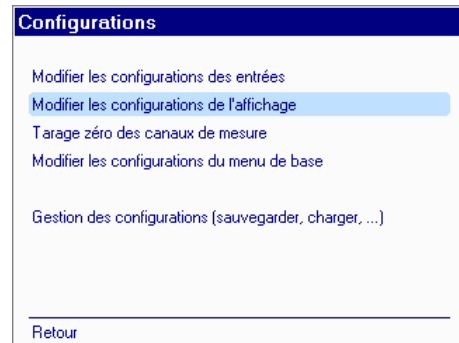 Configurations
Modifier les configurations des entrées
Modifier les configurations de l'affichage
Tarage zéro des canaux de mesure
Modifier les configurations du menu de base
Gestion des configurations (sauvegarder, charger, ...)
Retour